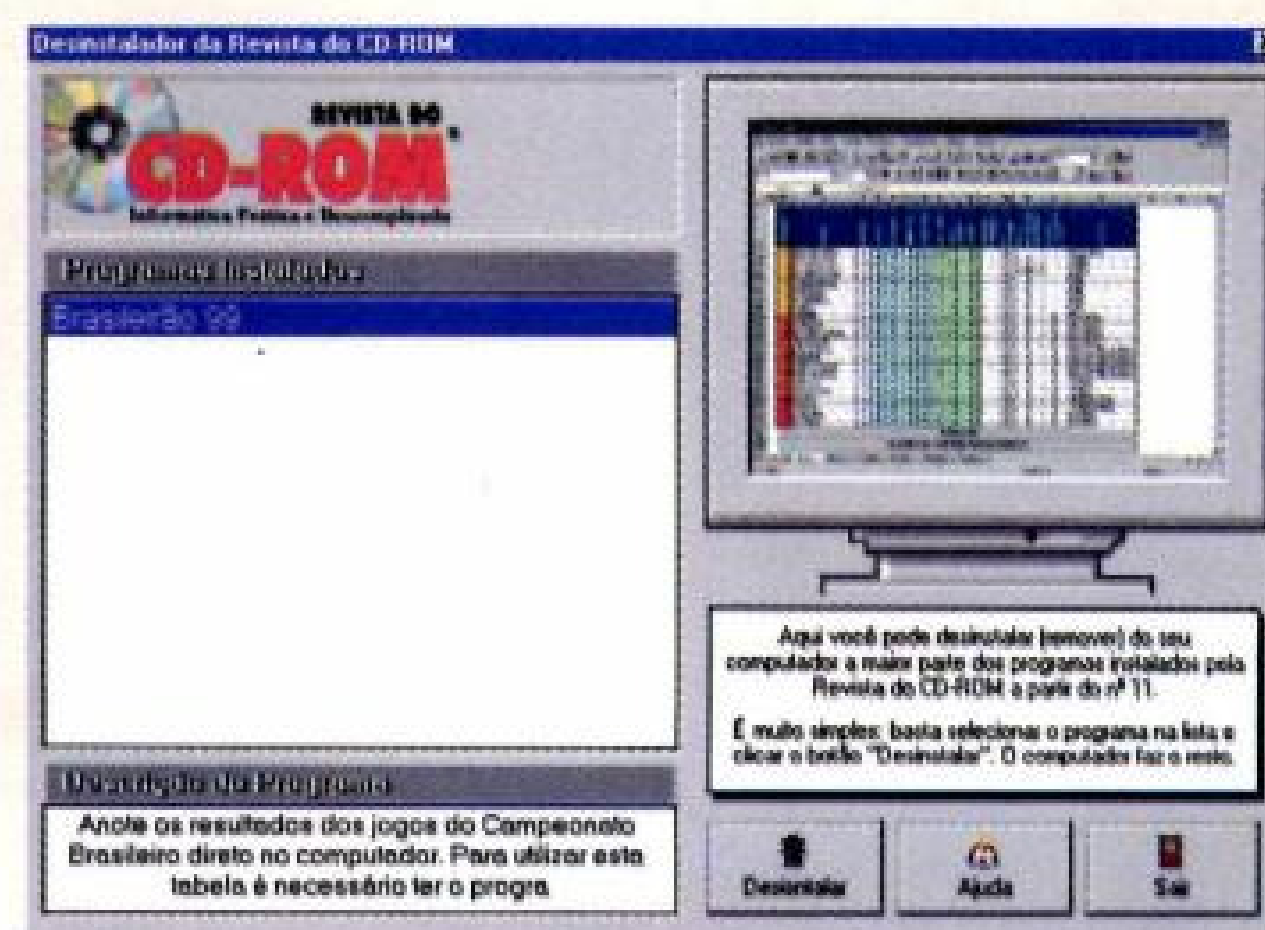 Desinstalador da Revista do CD-ROM
REVISTA DO
CD-ROM
Informática Prática e Descomplicada
Programas Instalados
Brasileirão 99
Descrição do Programa
Anote os resultados dos jogos do Campeonato
Brasileiro direto no computador. Para utilizar esta
tabela é necessário ter o progra
Aqui você pode desinstalar (remover) do seu
computador a maior parte dos programas instalados pela
Revista do CD-ROM a partir do nº 11.
É muito simples: basta selecionar o programa na lista e
clicar o botão "Desinstalar". O computador faz o resto.
Desinstalar
Ajuda
Sair